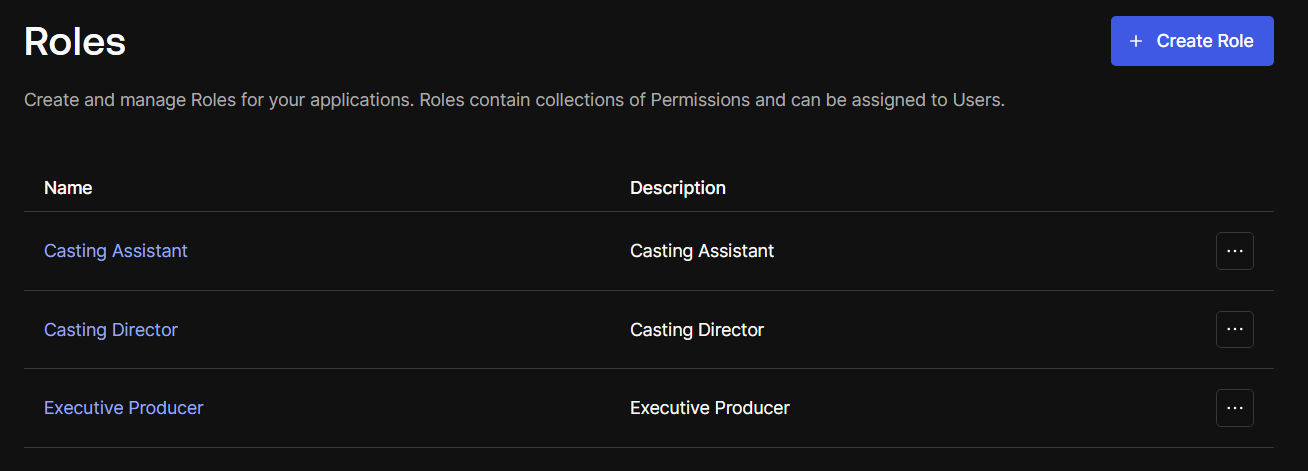 Roles
+ Create Role
Create and manage Roles for your applications. Roles contain collections of Permissions and can be assigned to Users.
Name Description
Casting Assistant Casting Assistant ...
Casting Director Casting Director ...
Executive Producer Executive Producer ...